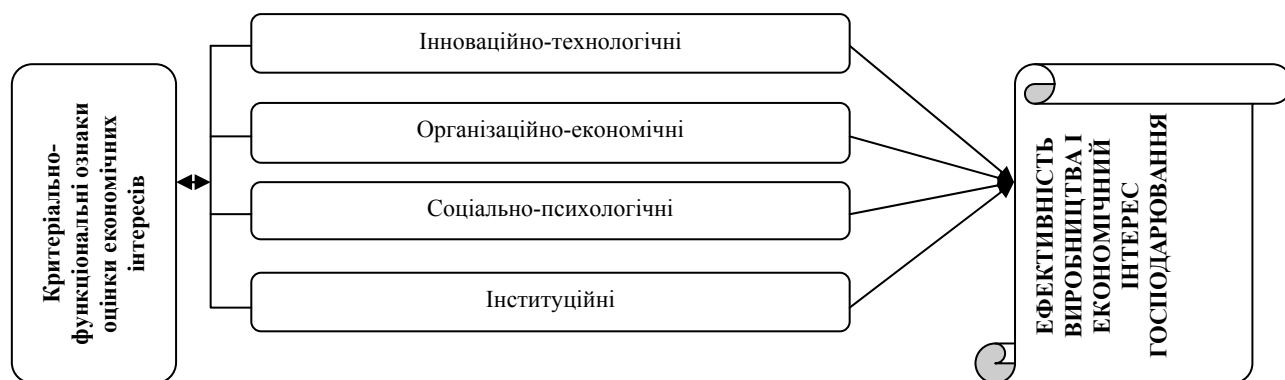 Критеріально-
функціональні ознаки
оцінки економічних
інтересів
Інноваційно-технологічні
Організаційно-економічні
Соціально-психологічні
Інституційні
ЕФЕКТИВНІСТЬ
ВИРОБНИЦТВА І
ЕКОНОМІЧНИЙ
ІНТЕРЕС
ГОСПОДАРЮВАННЯ